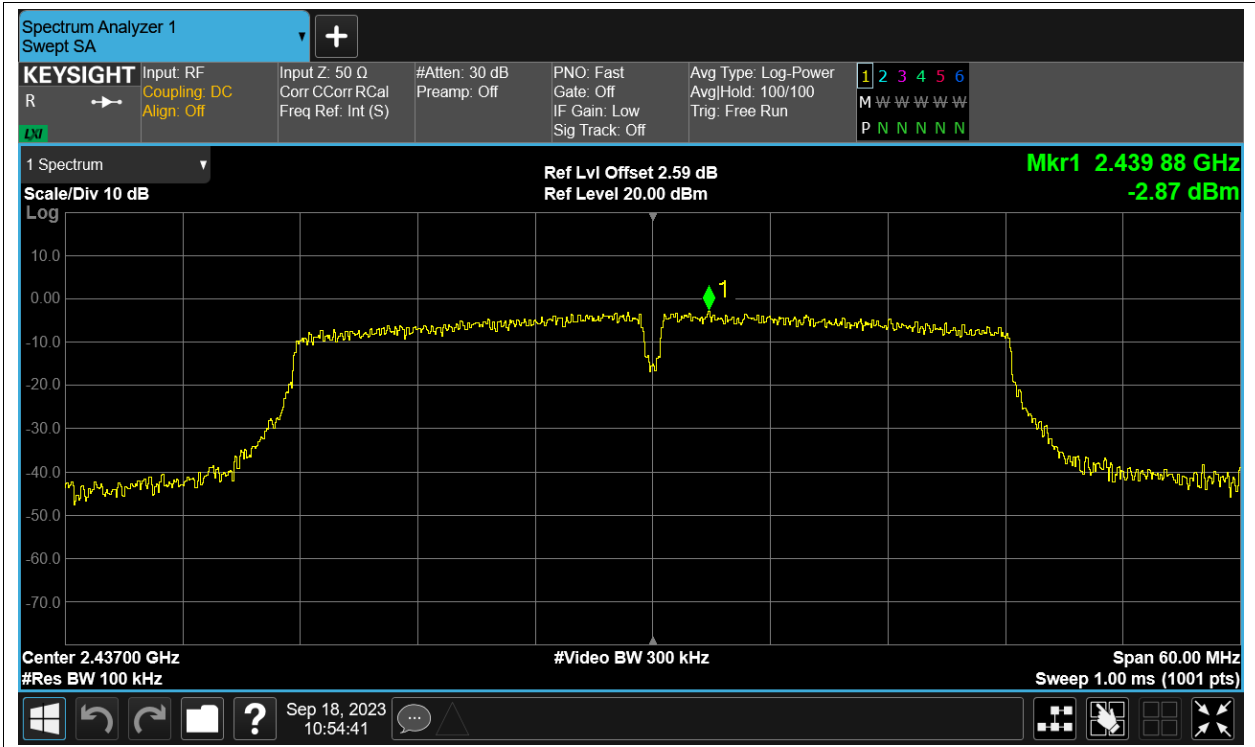 Spectrum Analyzer 1
Swept SA
+
KEYSIGHT
R
LXI
Input: RF
Coupling: DC
Align: Off
Input Z: 50 Ω
Corr CCorr RCal
Freq Ref: Int (S)
#Atten: 30 dB
Preamp: Off
PNO: Fast
Gate: Off
IF Gain: Low
Sig Track: Off
Avg Type: Log-Power
Avg|Hold: 100/100
Trig: Free Run
1 2 3 4 5 6
M W W W W W
P N N N N N
1 Spectrum
Scale/Div 10 dB
Ref Lvl Offset 2.59 dB
Ref Level 20.00 dBm
Mkr1 2.439 88 GHz
-2.87 dBm
Log
10.0
0.00
-10.0
-20.0
-30.0
-40.0
-50.0
-60.0
-70.0
1
Center 2.43700 GHz
#Res BW 100 kHz
#Video BW 300 kHz
Span 60.00 MHz
Sweep 1.00 ms (1001 pts)
?
Sep 18, 2023
10:54:41